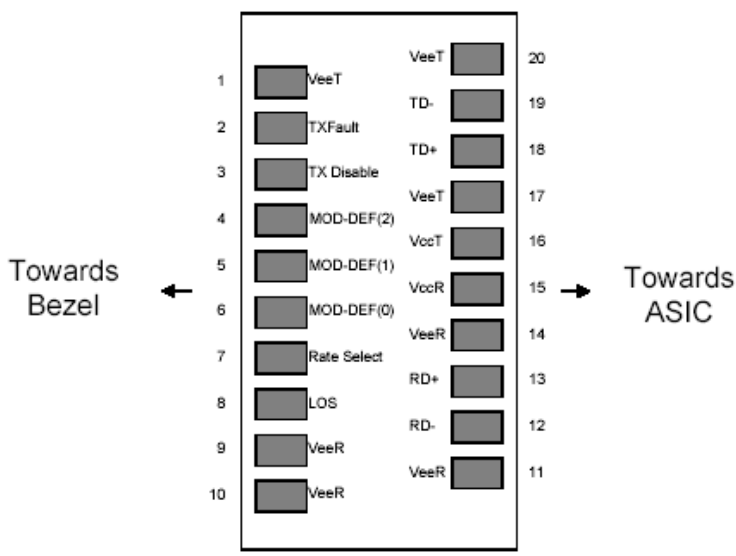 VeeT 20
1 VeeT
TD- 19
2 TXFault
TD+ 18
3 TX Disable
VeeT 17
4 MOD-DEF(2)
VccT 16
5 MOD-DEF(1)
Towards
Bezel
VccR 15
Towards
ASIC
6 MOD-DEF(0)
VeeR 14
7 Rate Select
RD+ 13
8 LOS
RD- 12
9 VeeR
VeeR 11
10 VeeR